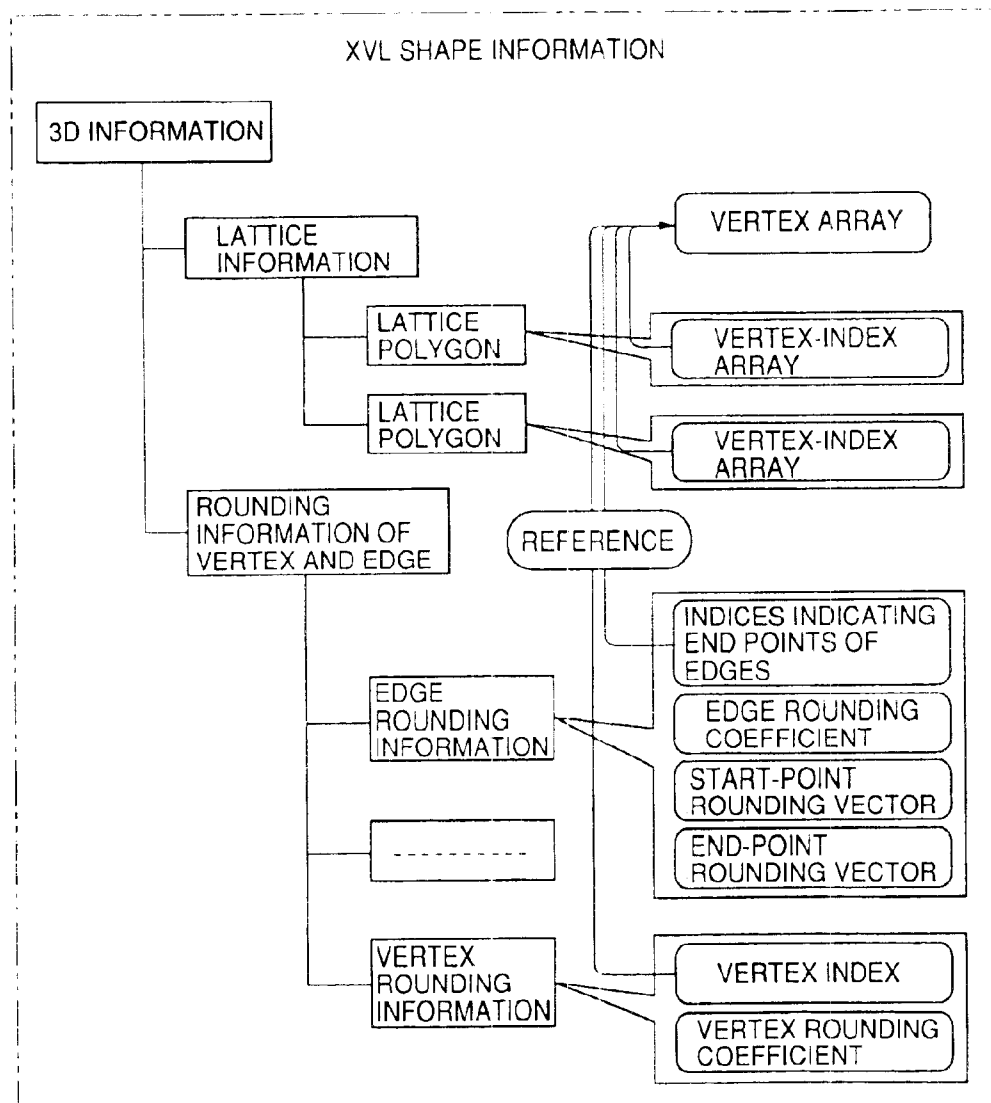 XVL SHAPE INFORMATION
3D INFORMATION
LATTICE
INFORMATION
VERTEX ARRAY
LATTICE
POLYGON
VERTEX-INDEX
ARRAY
LATTICE
POLYGON
VERTEX-INDEX
ARRAY
ROUNDING
INFORMATION OF
VERTEX AND EDGE
REFERENCE
INDICES INDICATING
END POINTS OF
EDGES
EDGE
ROUNDING
INFORMATION
EDGE ROUNDING
COEFFICIENT
START-POINT
ROUNDING VECTOR
END-POINT
ROUNDING VECTOR
VERTEX
ROUNDING
INFORMATION
VERTEX INDEX
VERTEX ROUNDING
COEFFICIENT